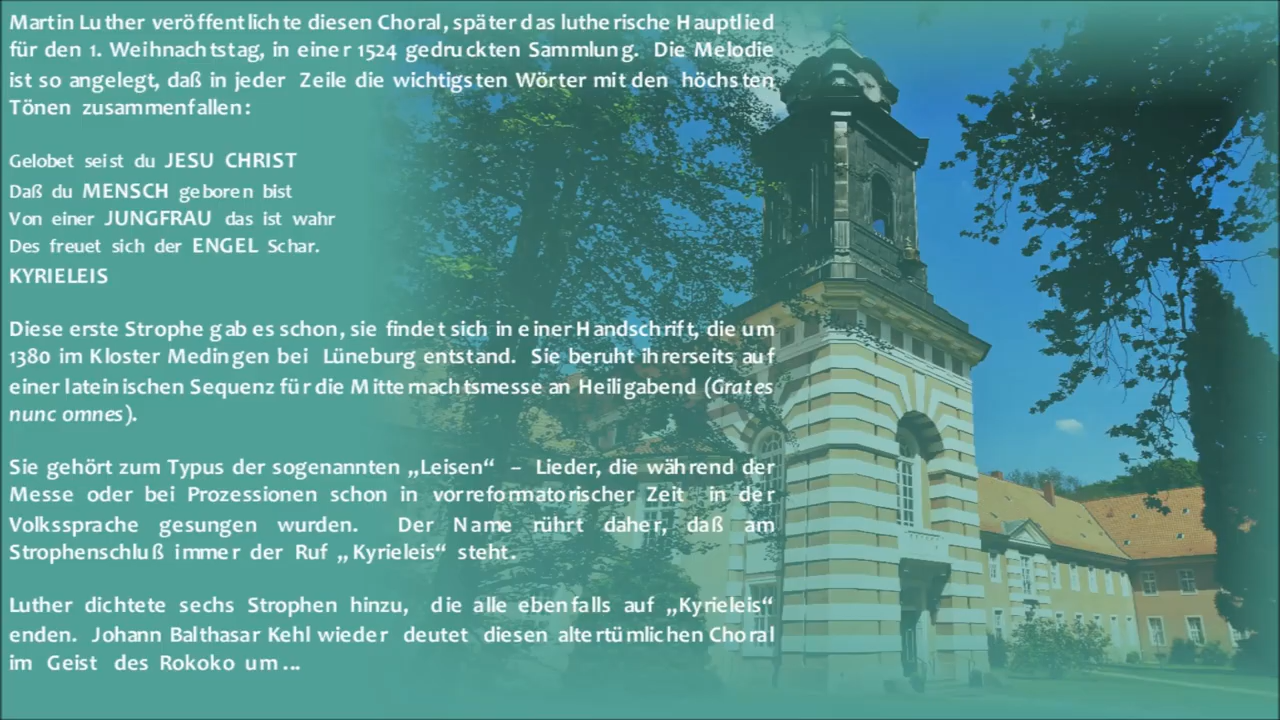 Martin Luther veröffentlichte diesen Choral, später das lutherische Hauptlied
für den 1. Weihnachtstag, in einer 1524 gedruckten Sammlung. Die Melodie
ist so angelegt, daß in jeder Zeile die wichtigsten Wörter mit den höchsten
Tönen zusammenfallen:
Gelobet seist du JESU CHRIST
Daß du MENSCH geboren bist
Von einer JUNGFRAU das ist wahr
Des freuet sich der ENGEL Schar.
KYRIELEIS
Diese erste Strophe gab es schon, sie findet sich in einer Handschrift, die um
1380 im Kloster Medingen bei Lüneburg entstand. Sie beruht ihrerseits auf
einer lateinischen Sequenz für die Mitternachtsmesse an Heiligabend (Grates
nunc omnes).
Sie gehört zum Typus der sogenannten „Leisen“ – Lieder, die während der
Messe oder bei Prozessionen schon in vorreformatorischer Zeit in der
Volkssprache gesungen wurden. Der Name rührt daher, daß am
Strophenschluß immer der Ruf „Kyrieleis“ steht.
Luther dichtete sechs Strophen hinzu, die alle ebenfalls auf „Kyrieleis“
enden. Johann Balthasar Kehl wieder deutet diesen altertümlichen Choral
im Geist des Rokoko um...